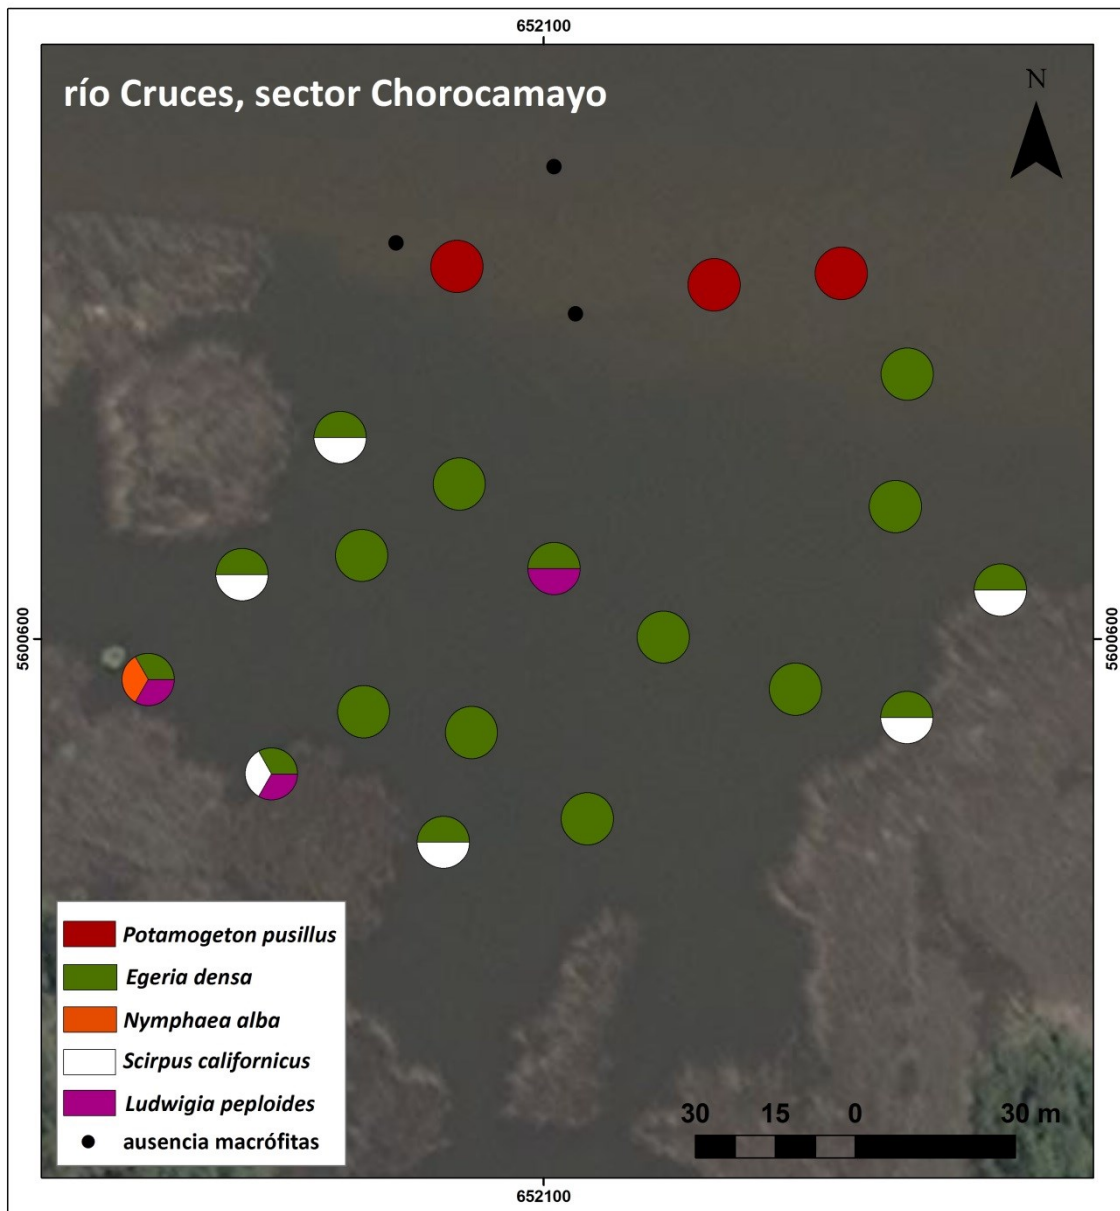 652100
río Cruces, sector Chorocamayo
N
5600600
5600600
Potamogeton pusillus
Egeria densa
Nymphaea alba
Scirpus californicus
Ludwigia peploides
ausencia macrófitas
30 15 0 30 m
652100